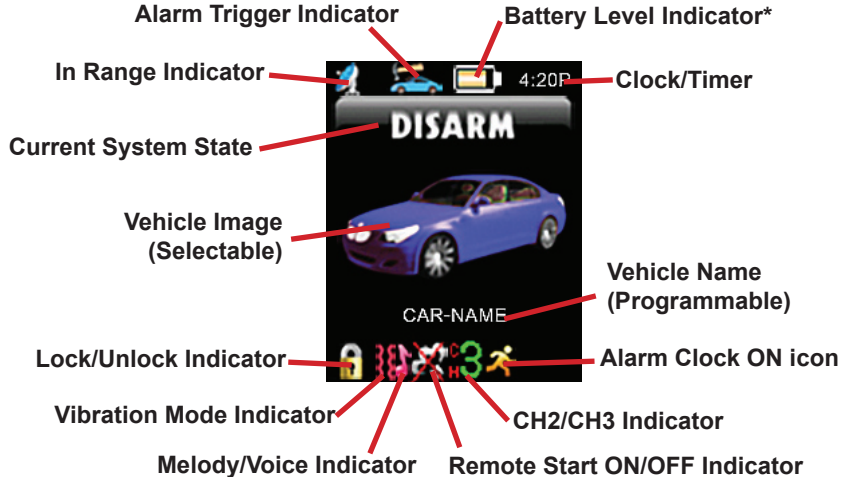 Alarm Trigger Indicator
Battery Level Indicator*
In Range Indicator
4:20P
Clock/Timer
DISARM
Current System State
Vehicle Image
(Selectable)
Vehicle Name
(Programmable)
CAR-NAME
Lock/Unlock Indicator
CH3
Alarm Clock ON icon
Vibration Mode Indicator
CH2/CH3 Indicator
Melody/Voice Indicator
Remote Start ON/OFF Indicator